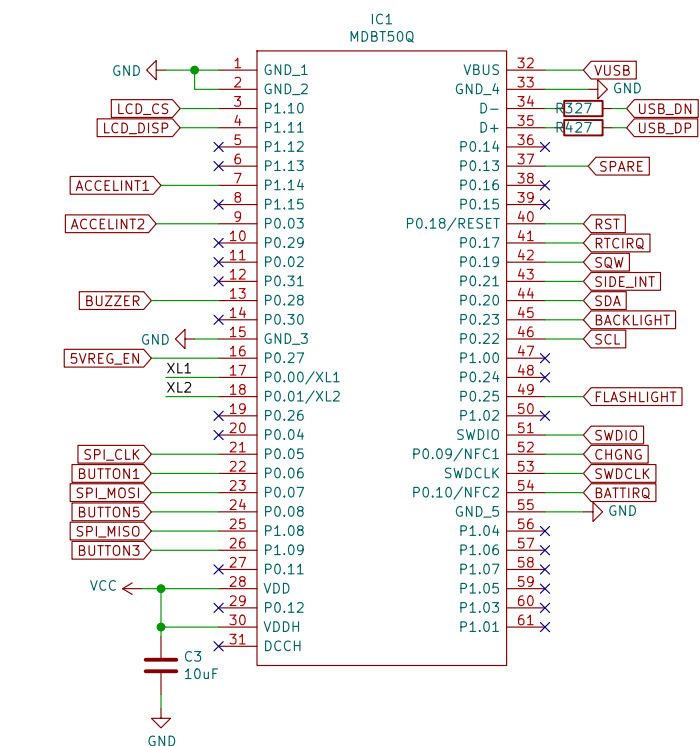 IC1
MDBT50Q
GND 1 GND_1 VBUS 32 VUSB
2 GND_2 GND_4 33 GND
LCD_CS 3 P1.10 D- 34 R327 USB_DN
LCD_DISP 4 P1.11 D+ 35 R427 USB_DP
5 P1.12 P0.14 36
6 P1.13 P0.13 37 SPARE
ACCELINT1 7 P1.14 P0.16 38
8 P1.15 P0.15 39
ACCELINT2 9 P0.03 P0.18/RESET 40 RST
10 P0.29 P0.17 41 RTCIRQ
11 P0.02 P0.19 42 SQW
12 P0.31 P0.21 43 SIDE_INT
BUZZER 13 P0.28 P0.20 44 SDA
14 P0.30 P0.23 45 BACKLIGHT
GND 15 GND_3 P0.22 46 SCL
5VREG_EN 16 P0.27 P1.00 47
XL1 17 P0.00/XL1 P0.24 48
XL2 18 P0.01/XL2 P0.25 49 FLASHLIGHT
19 P0.26 P1.02 50
20 P0.04 SWDIO 51 SWDIO
SPI_CLK 21 P0.05 P0.09/NFC1 52 CHGNG
BUTTON1 22 P0.06 SWDCLK 53 SWDCLK
SPI_MOSI 23 P0.07 P0.10/NFC2 54 BATTIRQ
BUTTON5 24 P0.08 GND_5 55 GND
SPI_MISO 25 P1.08 P1.04 56
BUTTON3 26 P1.09 P1.06 57
27 P0.11 P1.07 58
VCC 28 VDD P1.05 59
29 P0.12 P1.03 60
30 VDDH P1.01 61
31 DCCH
C3
10uF
GND